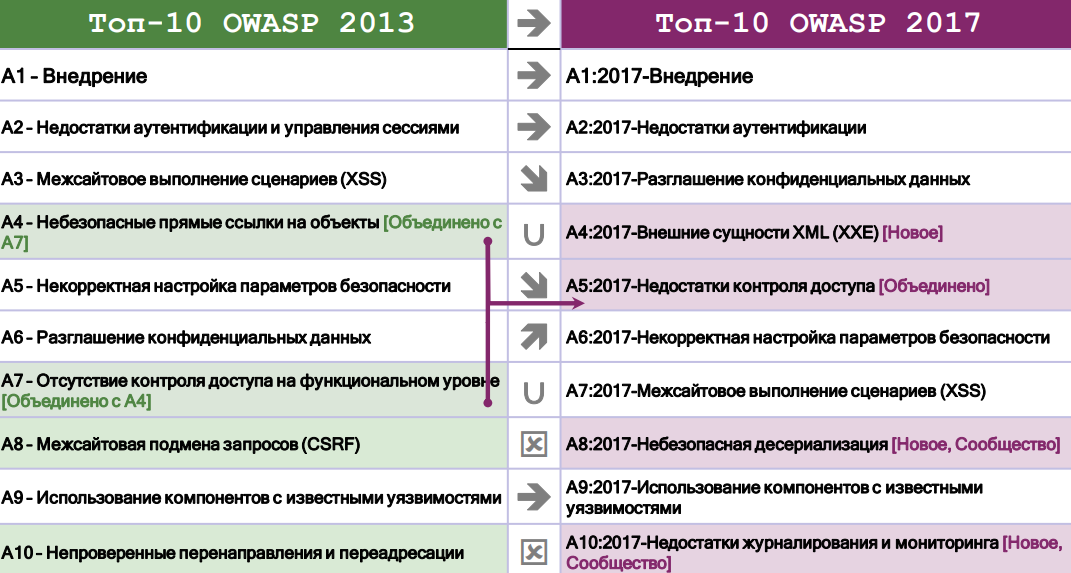 Топ-10 OWASP 2013
Топ-10 OWASP 2017
A1 – Внедрение
A1:2017-Внедрение
A2 – Недостатки аутентификации и управления сессиями
A2:2017-Недостатки аутентификации
A3 – Межсайтовое выполнение сценариев (XSS)
A3:2017-Разглашение конфиденциальных данных
A4 – Небезопасные прямые ссылки на объекты [Объединено с
A7]
A4:2017-Внешние сущности XML (XXE) [Новое]
A5 – Некорректная настройка параметров безопасности
A5:2017-Недостатки контроля доступа [Объединено]
A6 – Разглашение конфиденциальных данных
A6:2017-Некорректная настройка параметров безопасности
A7 – Отсутствие контроля доступа на функциональном уровне
[Объединено с A4]
A7:2017-Межсайтовое выполнение сценариев (XSS)
A8 – Межсайтовая подмена запросов (CSRF)
A8:2017-Небезопасная десериализация [Новое, Сообщество]
A9 – Использование компонентов с известными уязвимостями
A9:2017-Использование компонентов с известными
уязвимостями
A10 – Непроверенные перенаправления и переадресации
A10:2017-Недостатки журналирования и мониторинга [Новое,
Сообщество]